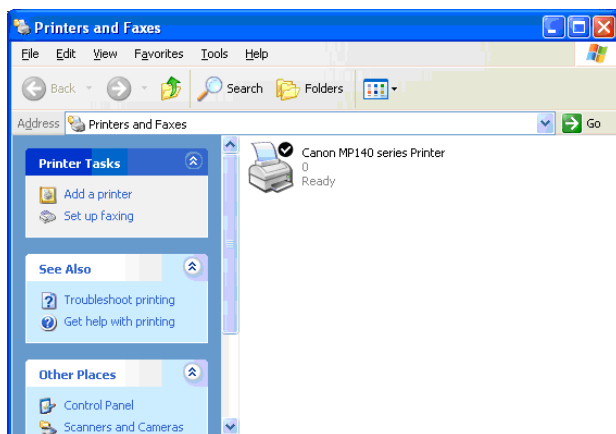 Printers and Faxes
File Edit View Favorites Tools Help
Back Search Folders
Address Printers and Faxes Go
Printer Tasks
Add a printer
Set up faxing
See Also
Troubleshoot printing
Get help with printing
Other Places
Control Panel
Scanners and Cameras
Canon MP140 series Printer
0
Ready